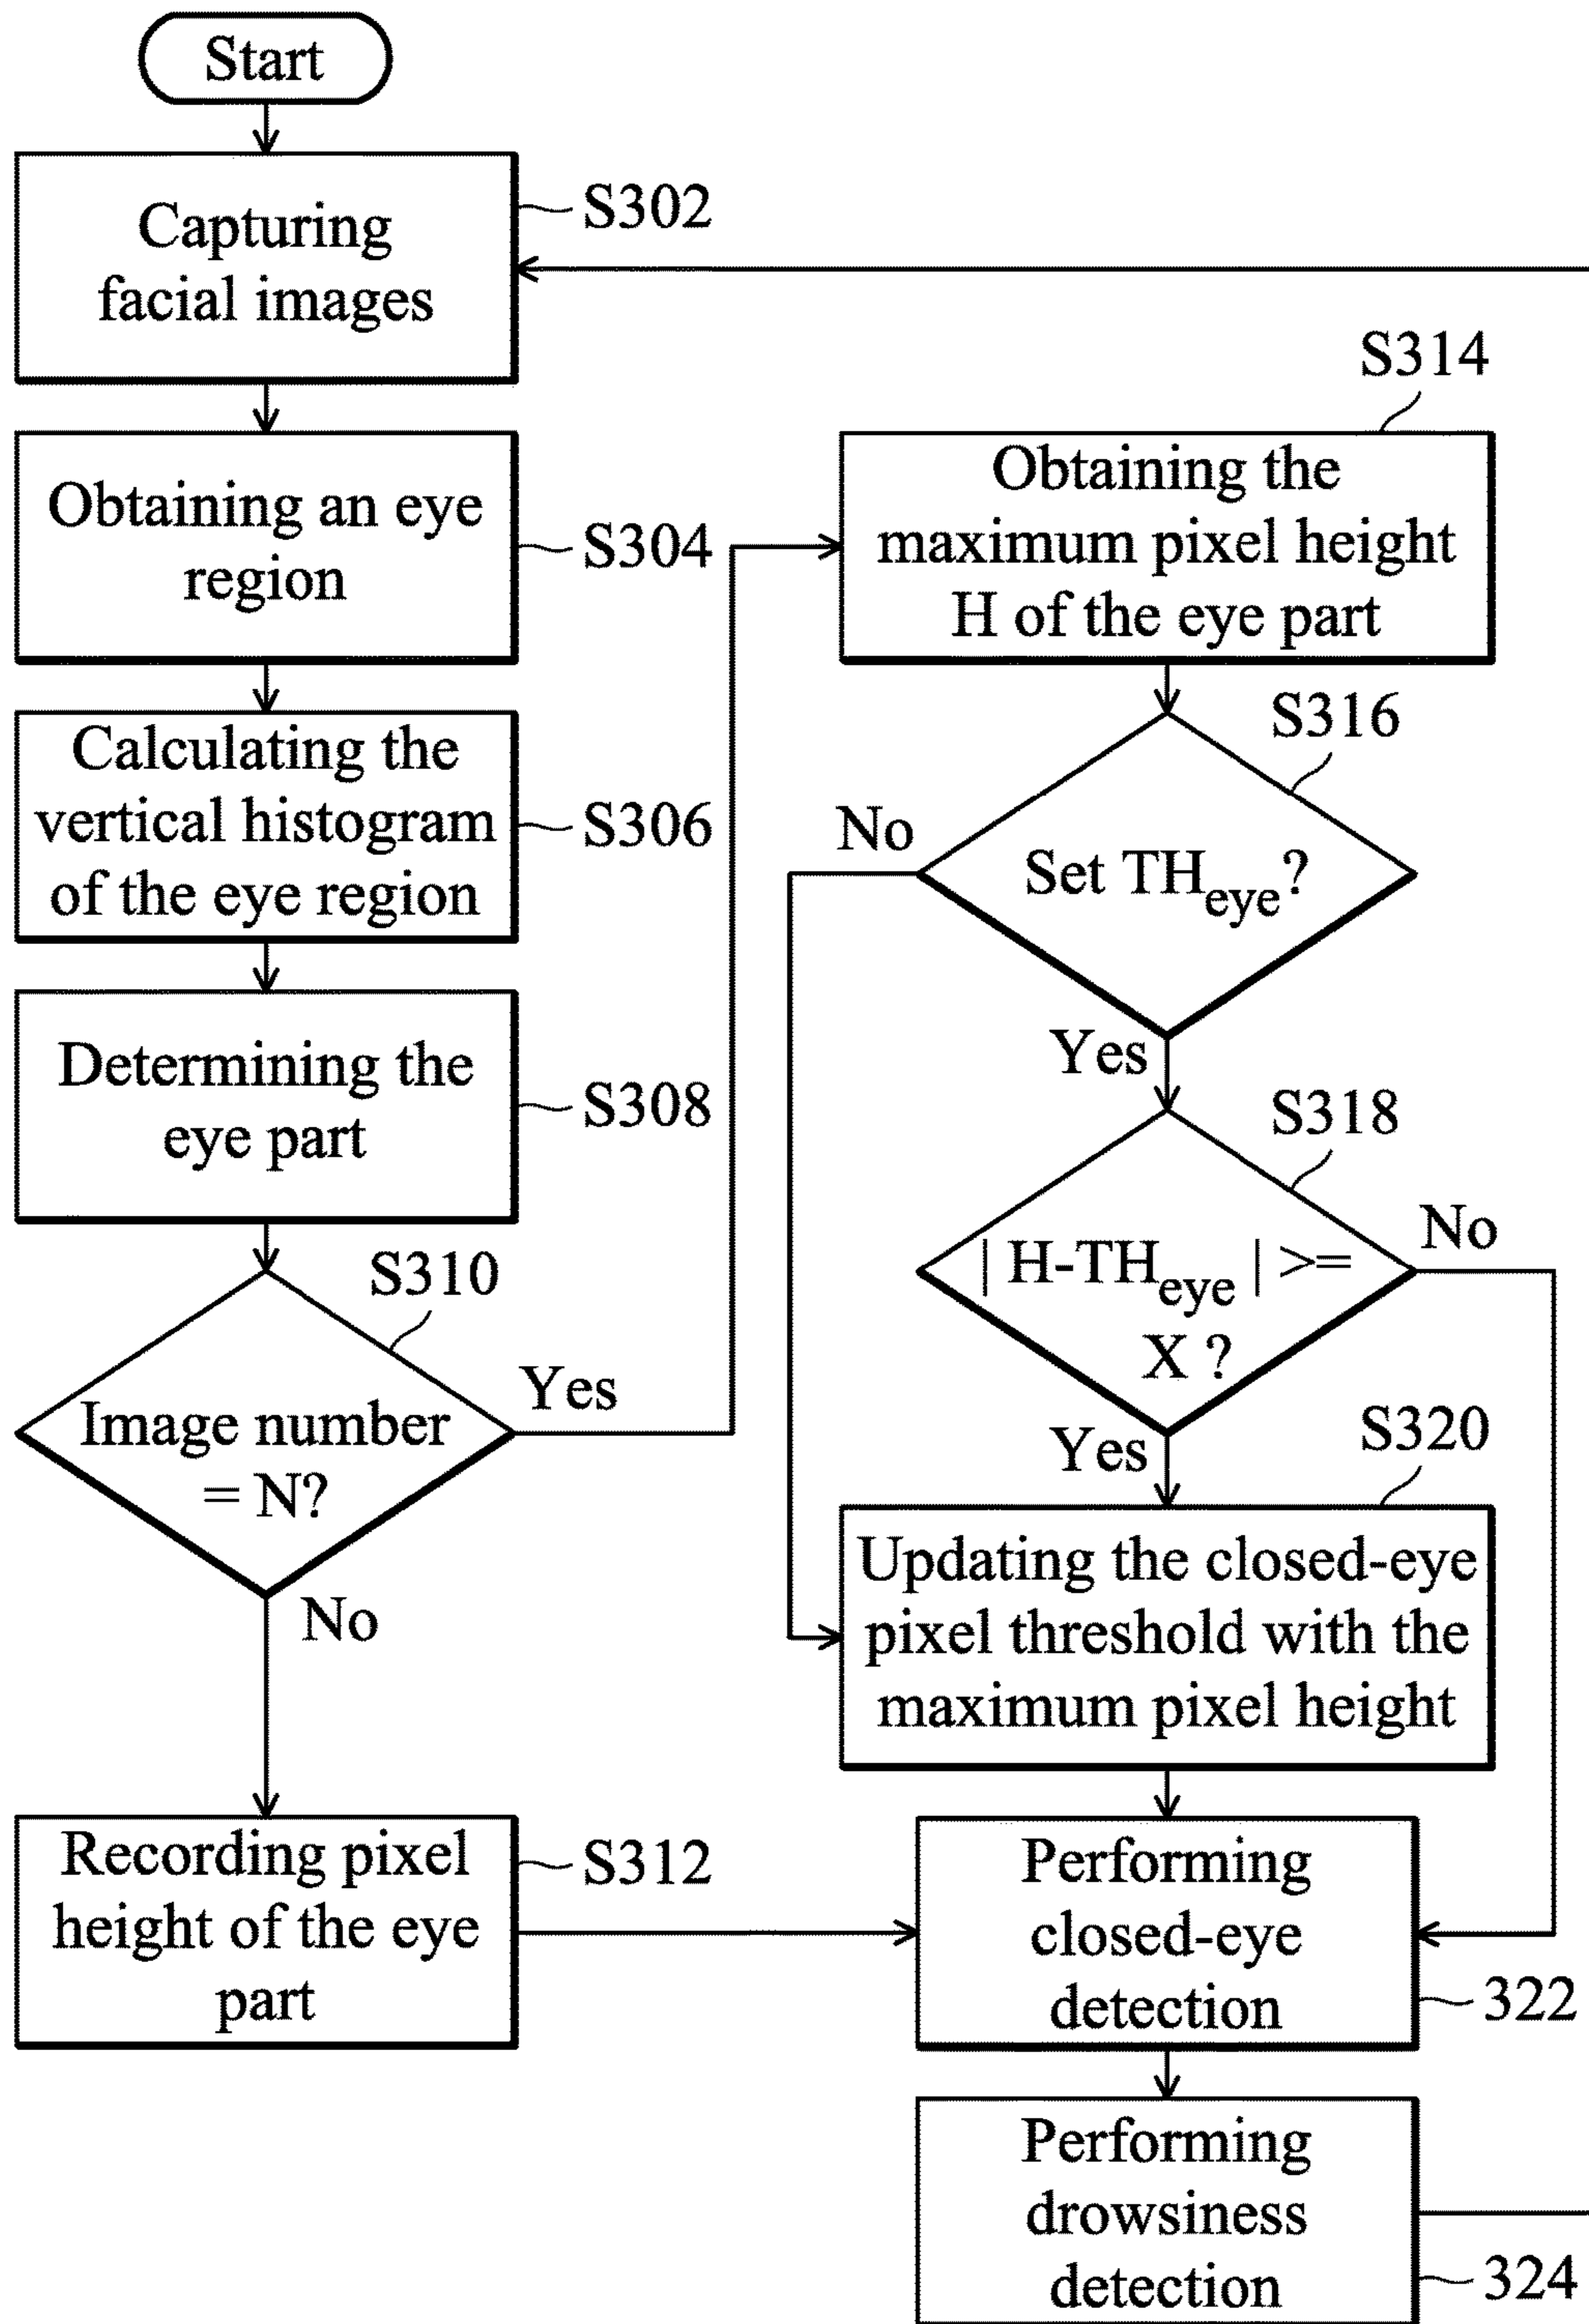 Start
Capturing
facial images
S302
Obtaining an eye
region
S304
Calculating the
vertical histogram
of the eye region
S306
Determining the
eye part
S308
S310
Image number
= N?
Yes
No
Recording pixel
height of the eye
part
S312
S314
Obtaining the
maximum pixel height
H of the eye part
S316
Set THeye?
No
Yes
S318
| H-THeye | >=
X ?
No
Yes
S320
Updating the closed-eye
pixel threshold with the
maximum pixel height
Performing
closed-eye
detection
322
Performing
drowsiness
detection
324